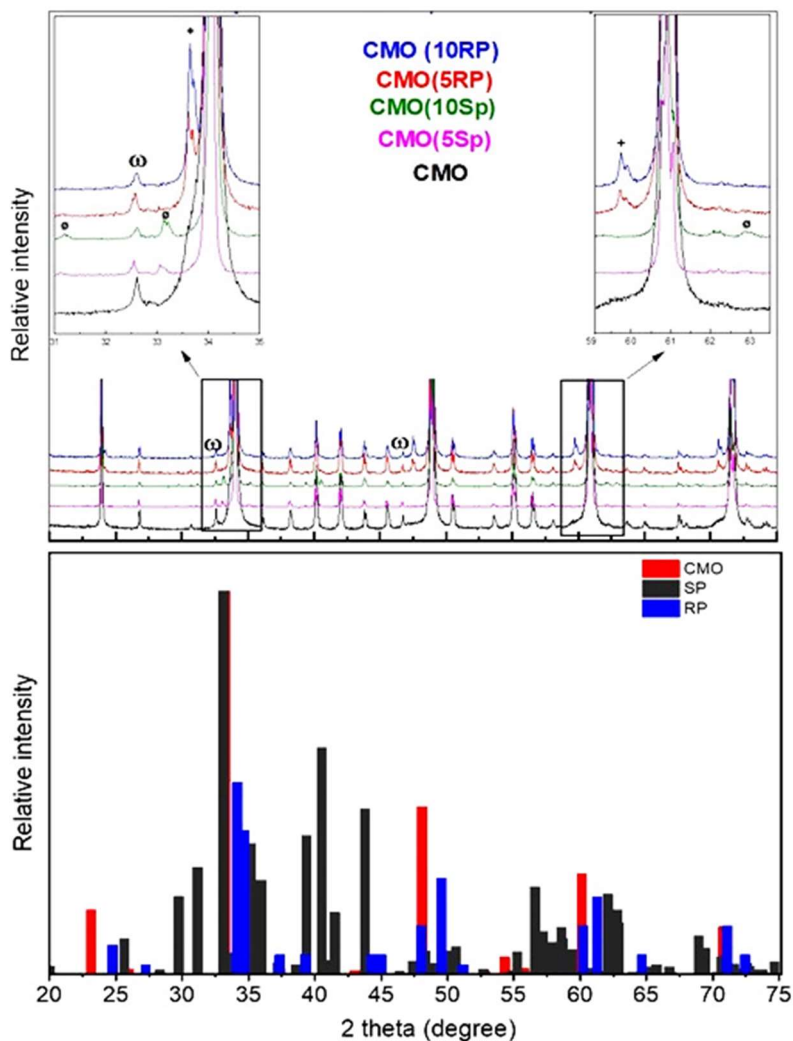 CMO (10RP)
CMO(5RP)
CMO(10Sp)
CMO(5Sp)
CMO
+
ω
ø
ø
31 32 33 34 35
+
ø
59 60 61 62 63
Relative intensity
ω
ω
CMO
SP
RP
Relative intensity
20 25 30 35 40 45 50 55 60 65 70 75
2 theta (degree)